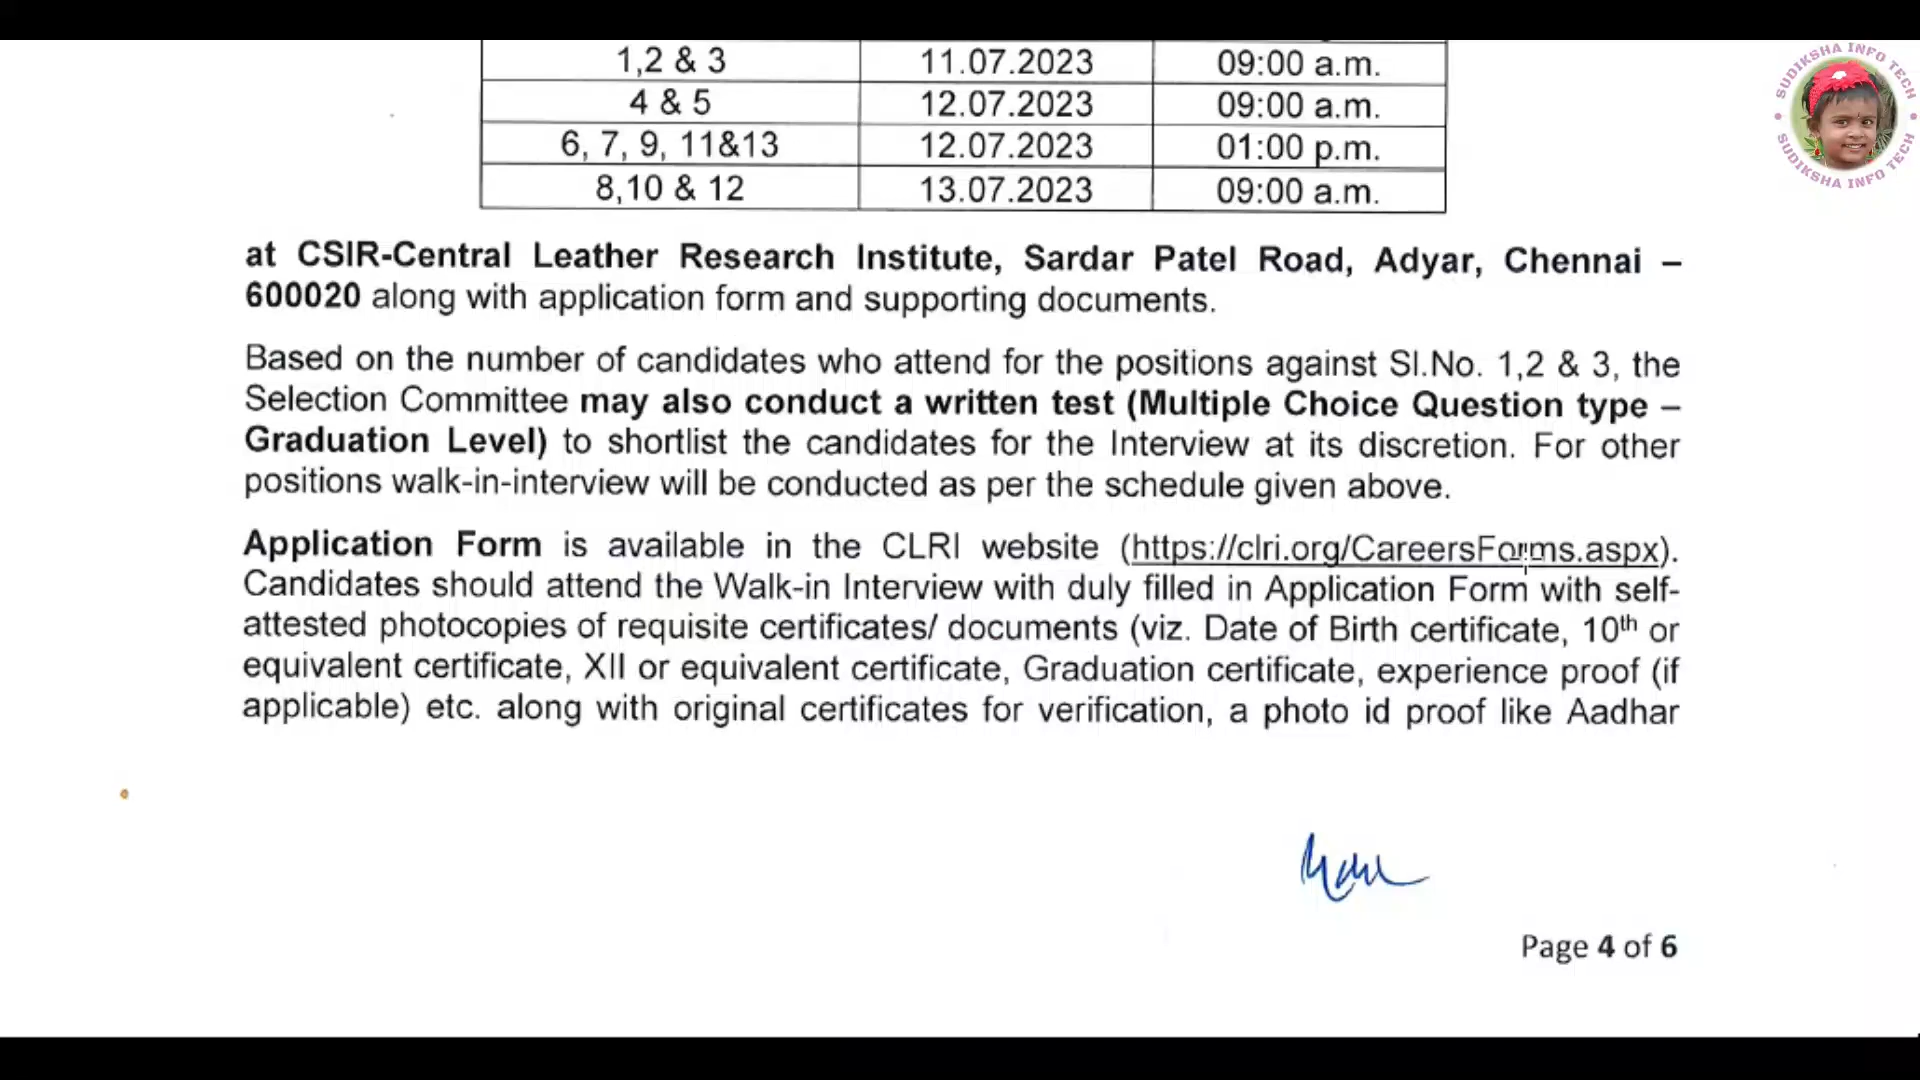 1,2 & 3 11.07.2023 09:00 a.m.
4 & 5 12.07.2023 09:00 a.m.
6, 7, 9, 11&13 12.07.2023 01:00 p.m.
8,10 & 12 13.07.2023 09:00 a.m.
at CSIR-Central Leather Research Institute, Sardar Patel Road, Adyar, Chennai –
600020 along with application form and supporting documents.
Based on the number of candidates who attend for the positions against Sl.No. 1,2 & 3, the
Selection Committee may also conduct a written test (Multiple Choice Question type –
Graduation Level) to shortlist the candidates for the Interview at its discretion. For other
positions walk-in-interview will be conducted as per the schedule given above.
Application Form is available in the CLRI website (https://clri.org/CareersForms.aspx).
Candidates should attend the Walk-in Interview with duly filled in Application Form with self-
attested photocopies of requisite certificates/ documents (viz. Date of Birth certificate, 10th or
equivalent certificate, XII or equivalent certificate, Graduation certificate, experience proof (if
applicable) etc. along with original certificates for verification, a photo id proof like Aadhar
Page 4 of 6
SUDIKSHA INFO TECH
SUDIKSHA INFO TECH